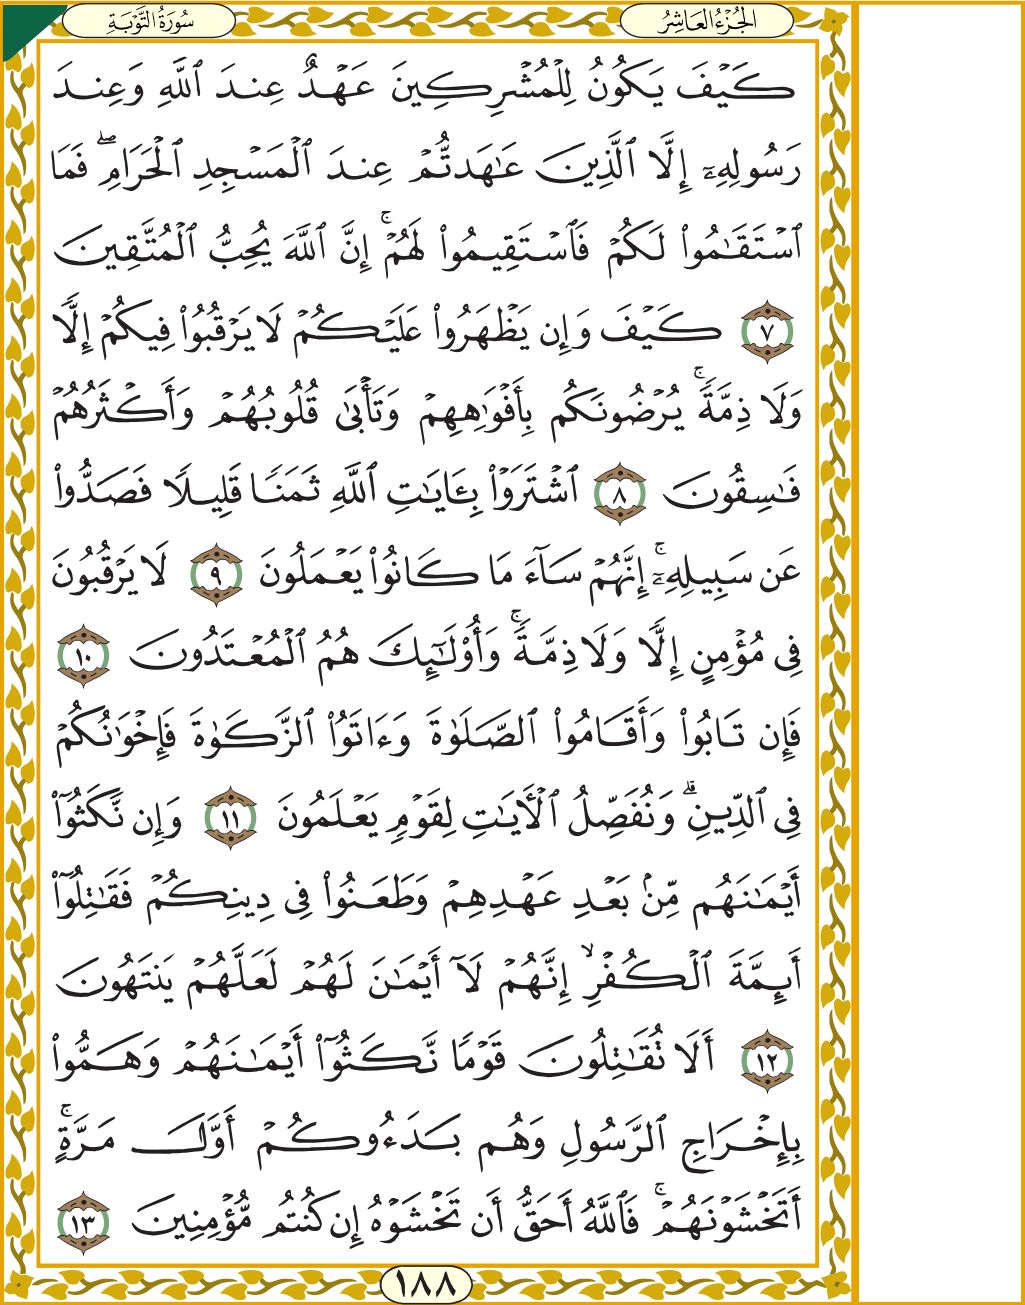 سُورَةُ التَّوْبَةِ
الجُزْءُ العَاشِرُ
كَيْفَ يَكُونُ لِلْمُشْرِكِينَ عَهْدٌ عِندَ ٱللَّهِ وَعِندَ
رَسُولِهِۦٓ إِلَّا ٱلَّذِينَ عَٰهَدتُّمْ عِندَ ٱلْمَسْجِدِ ٱلْحَرَامِۖ فَمَا
ٱسْتَقَٰمُوا۟ لَكُمْ فَٱسْتَقِيمُوا۟ لَهُمْۚ إِنَّ ٱللَّهَ يُحِبُّ ٱلْمُتَّقِينَ
٧ كَيْفَ وَإِن يَظْهَرُوا۟ عَلَيْكُمْ لَا يَرْقُبُوا۟ فِيكُمْ إِلًّا
وَلَا ذِمَّةًۚ يُرْضُونَكُم بِأَفْوَٰهِهِمْ وَتَأْبَىٰ قُلُوبُهُمْ وَأَكْثَرُهُمْ
فَٰسِقُونَ ٨ ٱشْتَرَوْا۟ بِـَٔايَٰتِ ٱللَّهِ ثَمَنًا قَلِيلًا فَصَدُّوا۟
عَن سَبِيلِهِۦٓۚ إِنَّهُمْ سَآءَ مَا كَانُوا۟ يَعْمَلُونَ ٩ لَا يَرْقُبُونَ
فِى مُؤْمِنٍ إِلًّا وَلَا ذِمَّةًۚ وَأُو۟لَٰٓئِكَ هُمُ ٱلْمُعْتَدُونَ ١٠
فَإِن تَابُوا۟ وَأَقَامُوا۟ ٱلصَّلَوٰةَ وَءَاتَوُا۟ ٱلزَّكَوٰةَ فَإِخْوَٰنُكُمْ
فِى ٱلدِّينِۗ وَنُفَصِّلُ ٱلْأَيَٰتِ لِقَوْمٍ يَعْلَمُونَ ١١ وَإِن نَّكَثُوٓا۟
أَيْمَٰنَهُم مِّنۢ بَعْدِ عَهْدِهِمْ وَطَعَنُوا۟ فِى دِينِكُمْ فَقَٰتِلُوٓا۟
أَئِمَّةَ ٱلْكُفْرِۙ إِنَّهُمْ لَآ أَيْمَٰنَ لَهُمْ لَعَلَّهُمْ يَنتَهُونَ
١٢ أَلَا تُقَٰتِلُونَ قَوْمًا نَّكَثُوٓا۟ أَيْمَٰنَهُمْ وَهَمُّوا۟
بِإِخْرَاجِ ٱلرَّسُولِ وَهُم بَدَءُوكُمْ أَوَّلَ مَرَّةٍۚ
أَتَخْشَوْنَهُمْۚ فَٱللَّهُ أَحَقُّ أَن تَخْشَوْهُ إِن كُنتُم مُّؤْمِنِينَ ١٣
١٨٨